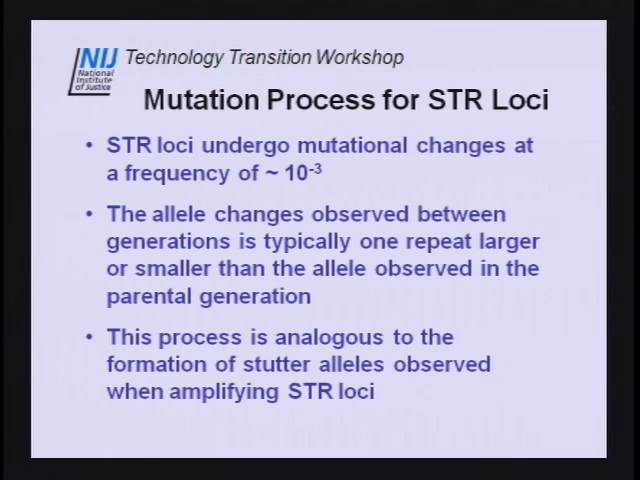 NIJ
National
Institute
of Justice
Technology Transition Workshop
Mutation Process for STR Loci
• STR loci undergo mutational changes at
a frequency of ~ 10⁻³
• The allele changes observed between
generations is typically one repeat larger
or smaller than the allele observed in the
parental generation
• This process is analogous to the
formation of stutter alleles observed
when amplifying STR loci